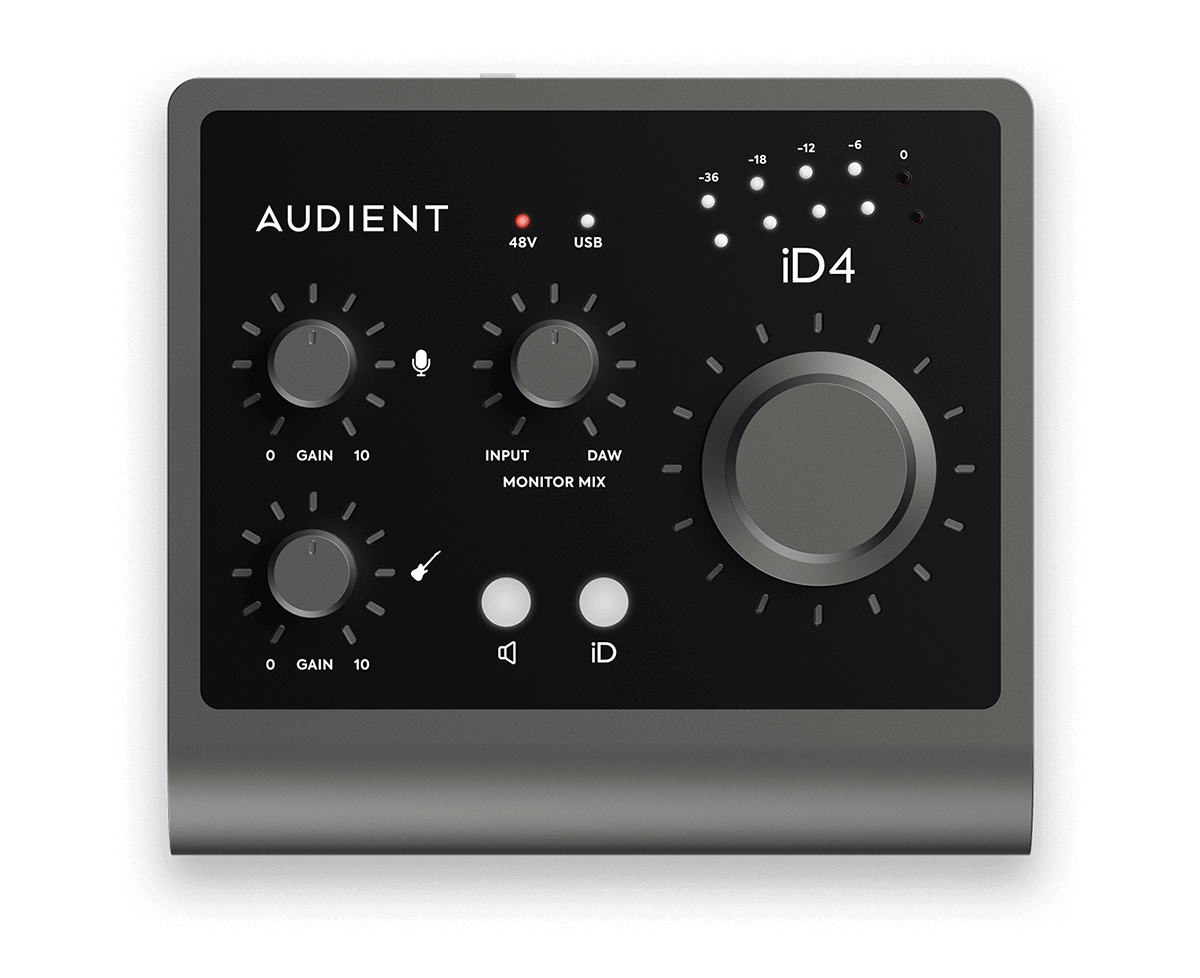 -36 -18 -12 -6 0
AUDIENT
48V USB
iD4
0 GAIN 10
INPUT DAW
MONITOR MIX
0 GAIN 10
iD